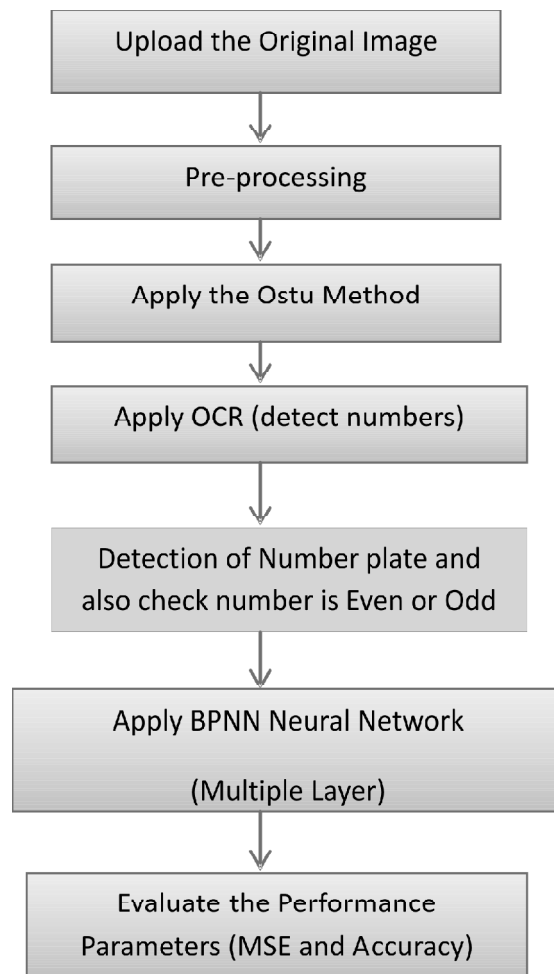 Upload the Original Image
Pre-processing
Apply the Ostu Method
Apply OCR (detect numbers)
Detection of Number plate and
also check number is Even or Odd
Apply BPNN Neural Network
(Multiple Layer)
Evaluate the Performance
Parameters (MSE and Accuracy)